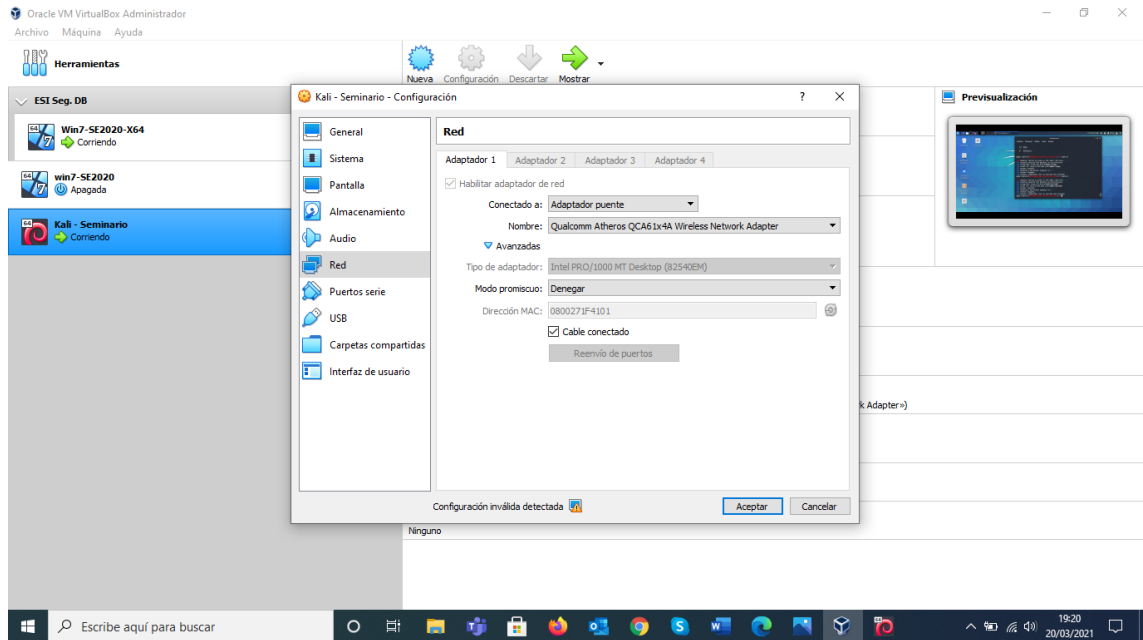 Oracle VM VirtualBox Administrador
Archivo Máquina Ayuda
Herramientas
Nueva Configuración Descartar Mostrar
ESI Seg. DB
Win7-SE2020-X64
Corriendo
win7-SE2020
Apagada
Kali - Seminario
Corriendo
Previsualización
Kali - Seminario - Configuración
General
Sistema
Pantalla
Almacenamiento
Audio
Red
Puertos serie
USB
Carpetas compartidas
Interfaz de usuario
Red
Adaptador 1 Adaptador 2 Adaptador 3 Adaptador 4
Habilitar adaptador de red
Conectado a: Adaptador puente
Nombre: Qualcomm Atheros QCA61x4A Wireless Network Adapter
Avanzadas
Tipo de adaptador: Intel PRO/1000 MT Desktop (82540EM)
Modo promiscuo: Denegar
Dirección MAC: 0800271F4101
Cable conectado
Reenvío de puertos
Configuración inválida detectada
Aceptar Cancelar
k Adapter»)
Ninguno
Escribe aquí para buscar
19:20
20/03/2021